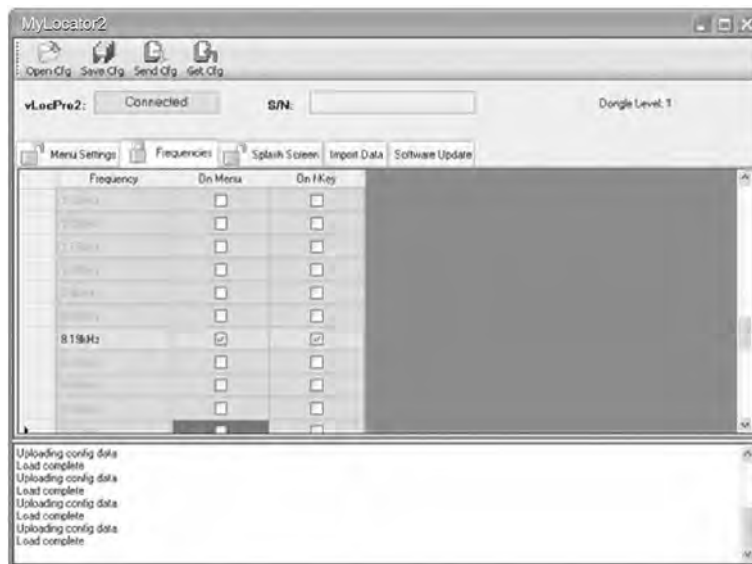 MyLocator2
Open Cfg Save Cfg Send Cfg Get Cfg
vLocPro2: Connected S/N: Dongle Level: 1
Menu Settings Frequencies Splash Screen Import Data Software Update
Frequency On Menu On f-Key
8.19kHz
Uploading config data
Load complete
Uploading config data
Load complete
Uploading config data
Load complete
Uploading config data
Load complete